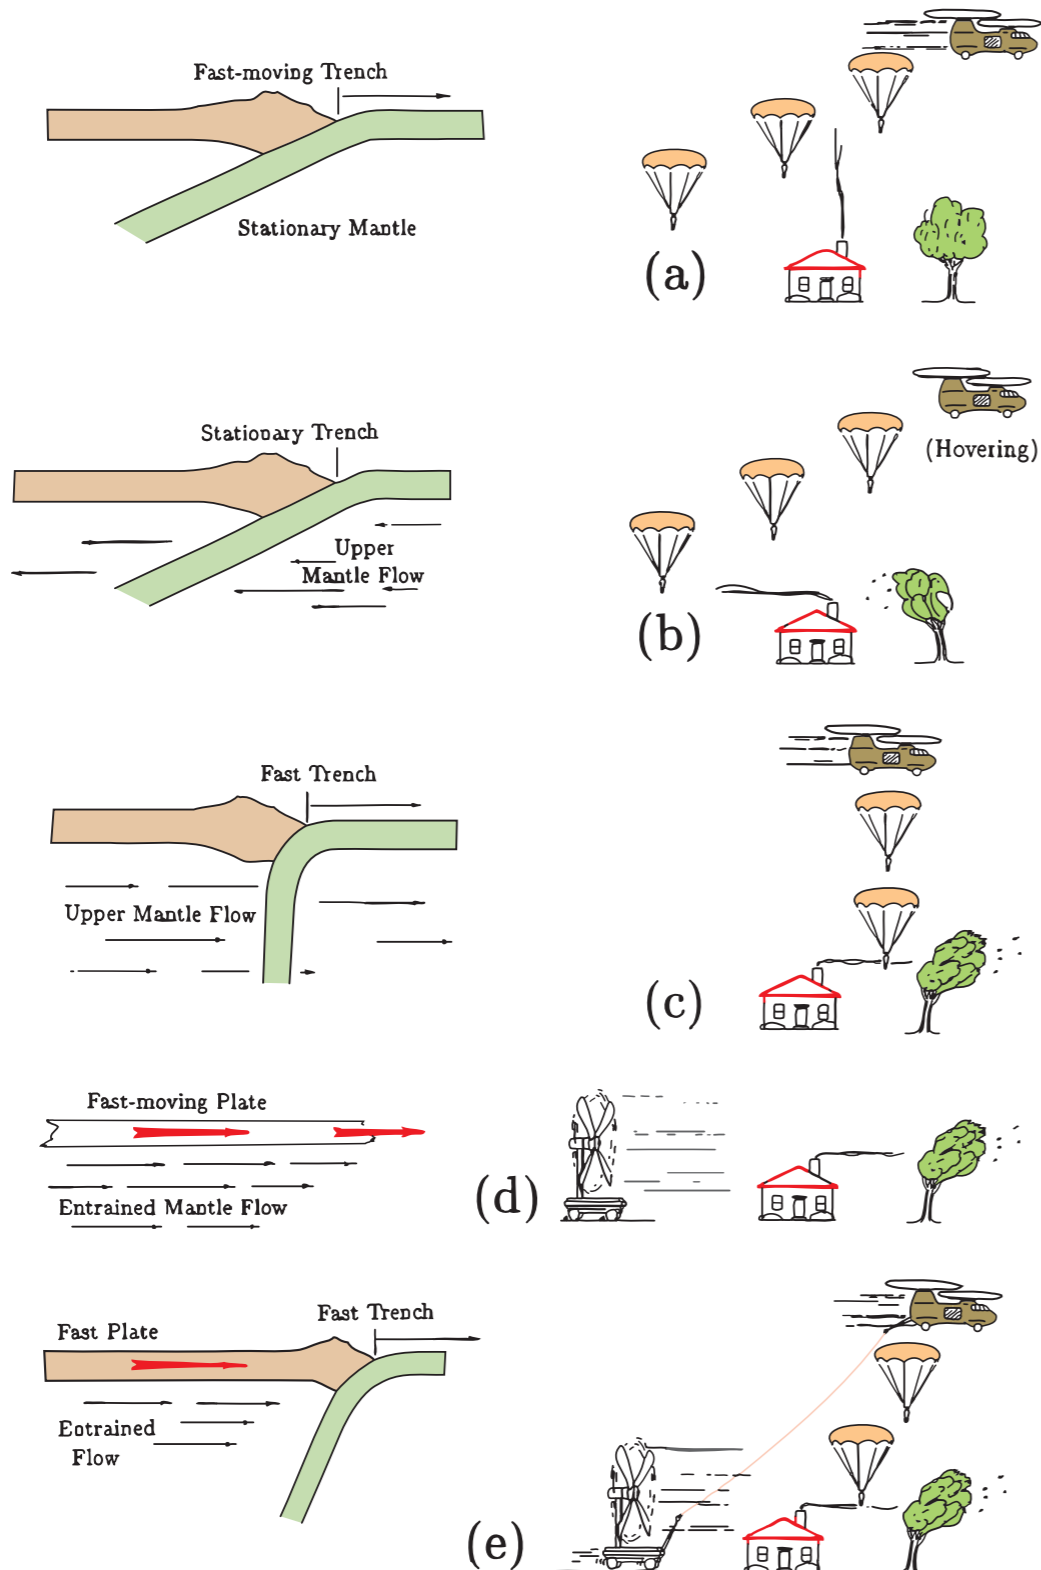 Fast-moving Trench
Stationary Mantle
(a)
Stationary Trench
Upper
Mantle Flow
(Hovering)
(b)
Fast Trench
Upper Mantle Flow
(c)
Fast-moving Plate
Entrained Mantle Flow
(d)
Fast Trench
Fast Plate
Entrained
Flow
(e)